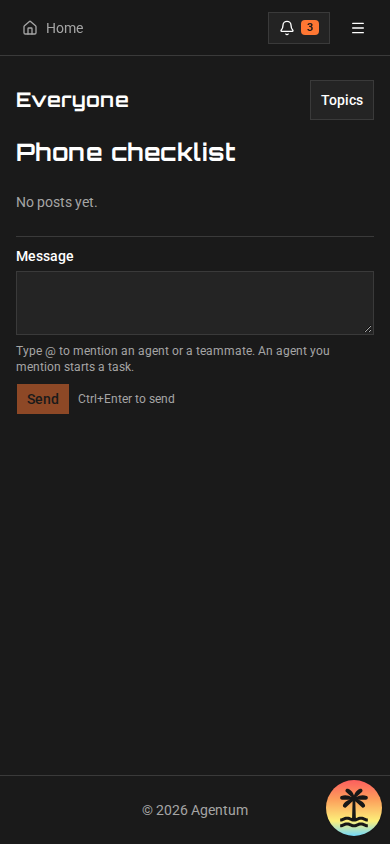 Home
3
Everyone
Topics
Phone checklist
No posts yet.
Message
Type @ to mention an agent or a teammate. An agent you
mention starts a task.
Send
Ctrl+Enter to send
© 2026 Agentum